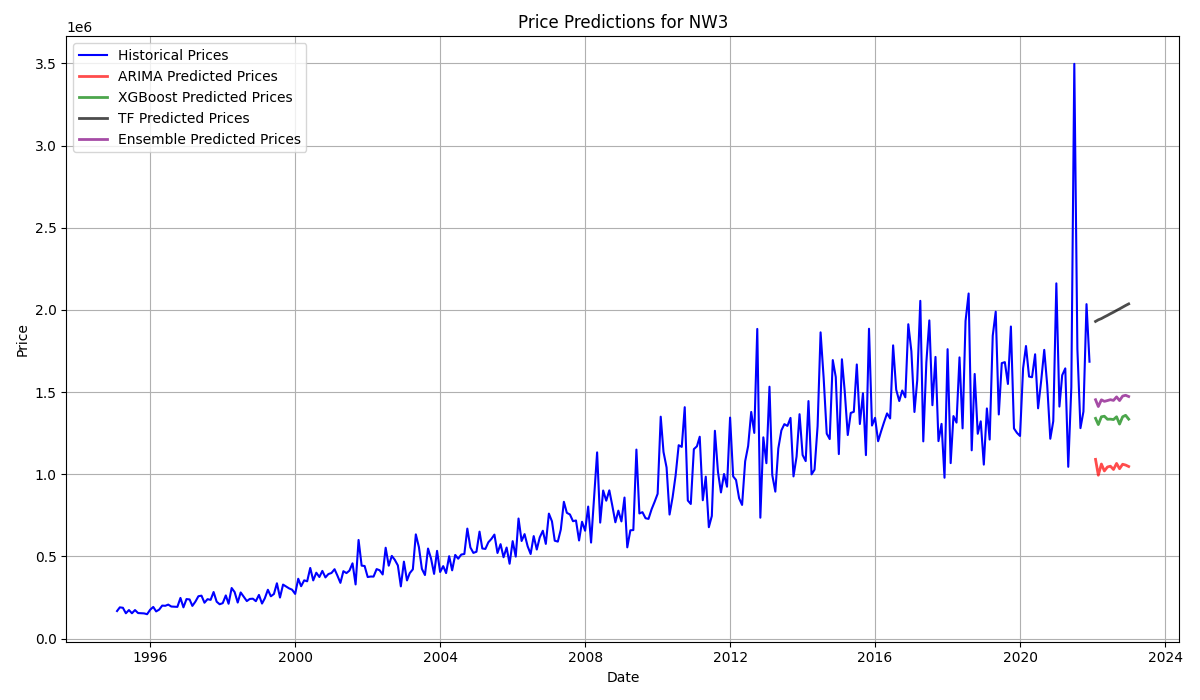 Price Predictions for NW3
1e6
Historical Prices
ARIMA Predicted Prices
XGBoost Predicted Prices
TF Predicted Prices
Ensemble Predicted Prices
3.5
3.0
2.5
2.0
1.5
1.0
0.5
0.0
Price
1996 2000 2004 2008 2012 2016 2020 2024
Date